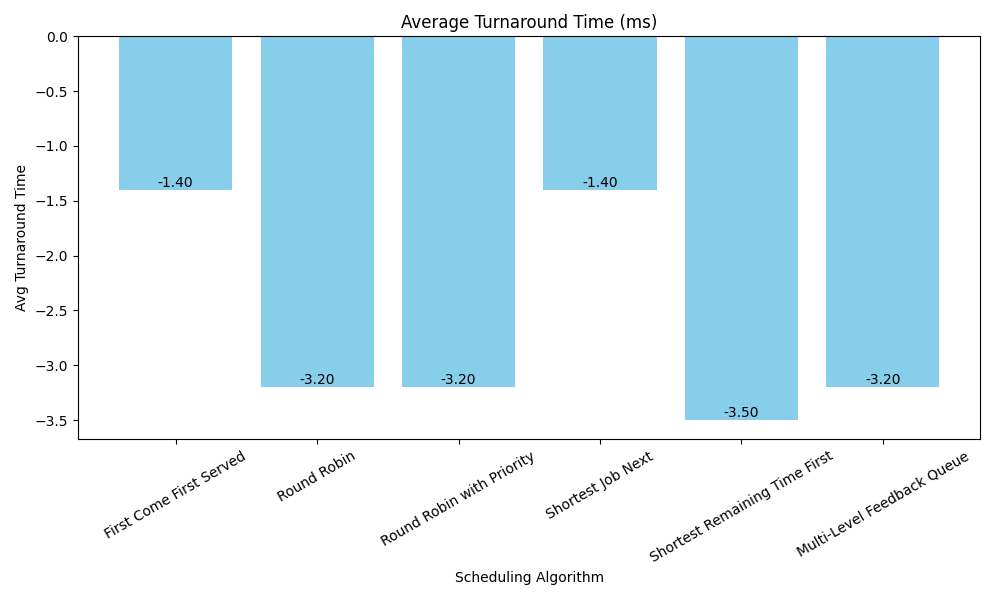 Average Turnaround Time (ms)
Avg Turnaround Time
0.0
−0.5
−1.0
−1.5
−2.0
−2.5
−3.0
−3.5
-1.40
-3.20
-3.20
-1.40
-3.50
-3.20
First Come First Served
Round Robin
Round Robin with Priority
Shortest Job Next
Shortest Remaining Time First
Multi-Level Feedback Queue
Scheduling Algorithm